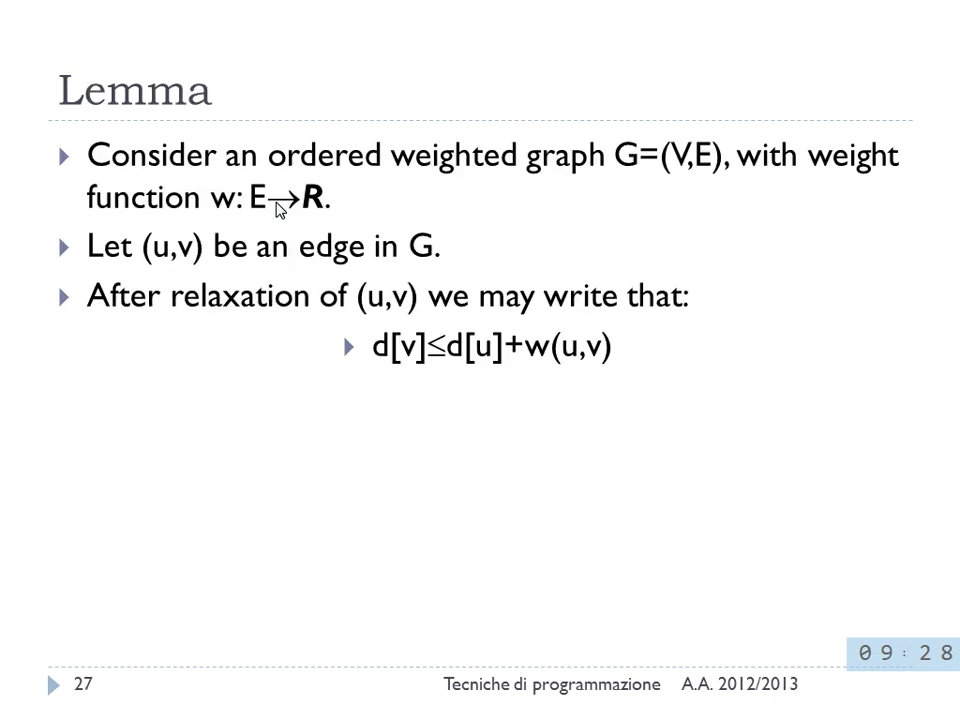 Lemma
Consider an ordered weighted graph G=(V,E), with weight
function w: E→R.
Let (u,v) be an edge in G.
After relaxation of (u,v) we may write that:
d[v]≤d[u]+w(u,v)
09:28
27 Tecniche di programmazione A.A. 2012/2013